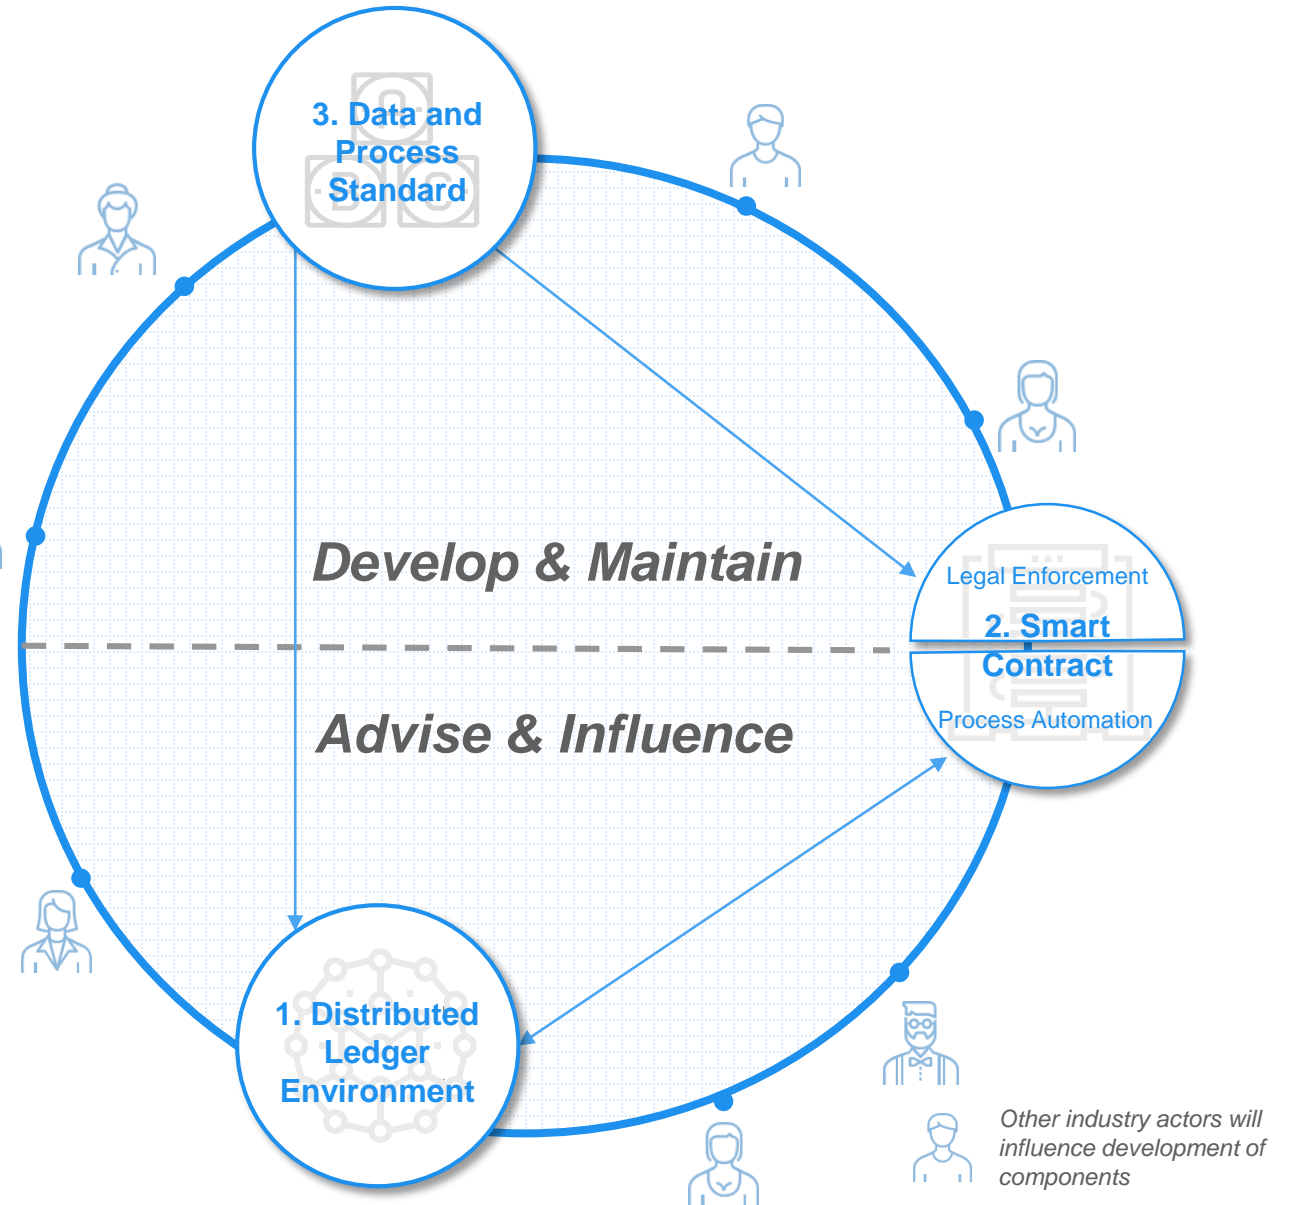 3. Data and
Process
Standard
Develop & Maintain
Legal Enforcement
2. Smart
Contract
Process Automation
Advise & Influence
1. Distributed
Ledger
Environment
Other industry actors will
influence development of
components